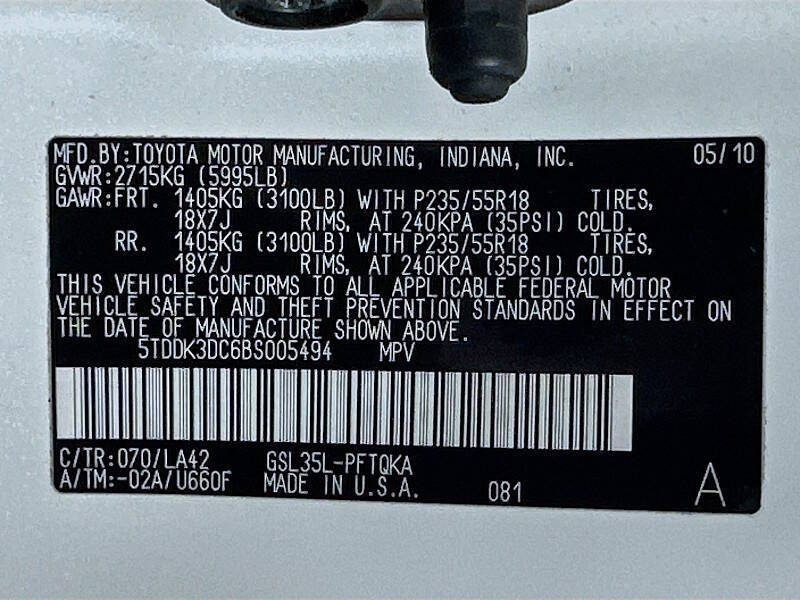 MFD.BY:TOYOTA MOTOR MANUFACTURING, INDIANA, INC. 05/10
GVWR:2715KG (5995LB)
GAWR:FRT. 1405KG (3100LB) WITH P235/55R18 TIRES,
18X7J RIMS, AT 240KPA (35PSI) COLD.
RR. 1405KG (3100LB) WITH P235/55R18 TIRES,
18X7J RIMS, AT 240KPA (35PSI) COLD.
THIS VEHICLE CONFORMS TO ALL APPLICABLE FEDERAL MOTOR
VEHICLE SAFETY AND THEFT PREVENTION STANDARDS IN EFFECT ON
THE DATE OF MANUFACTURE SHOWN ABOVE.
5TDDK3DC6BS005494 MPV
C/TR:070/LA42 GSL35L-PFTQKA
A/TM:-02A/U660F MADE IN U.S.A. 081 A